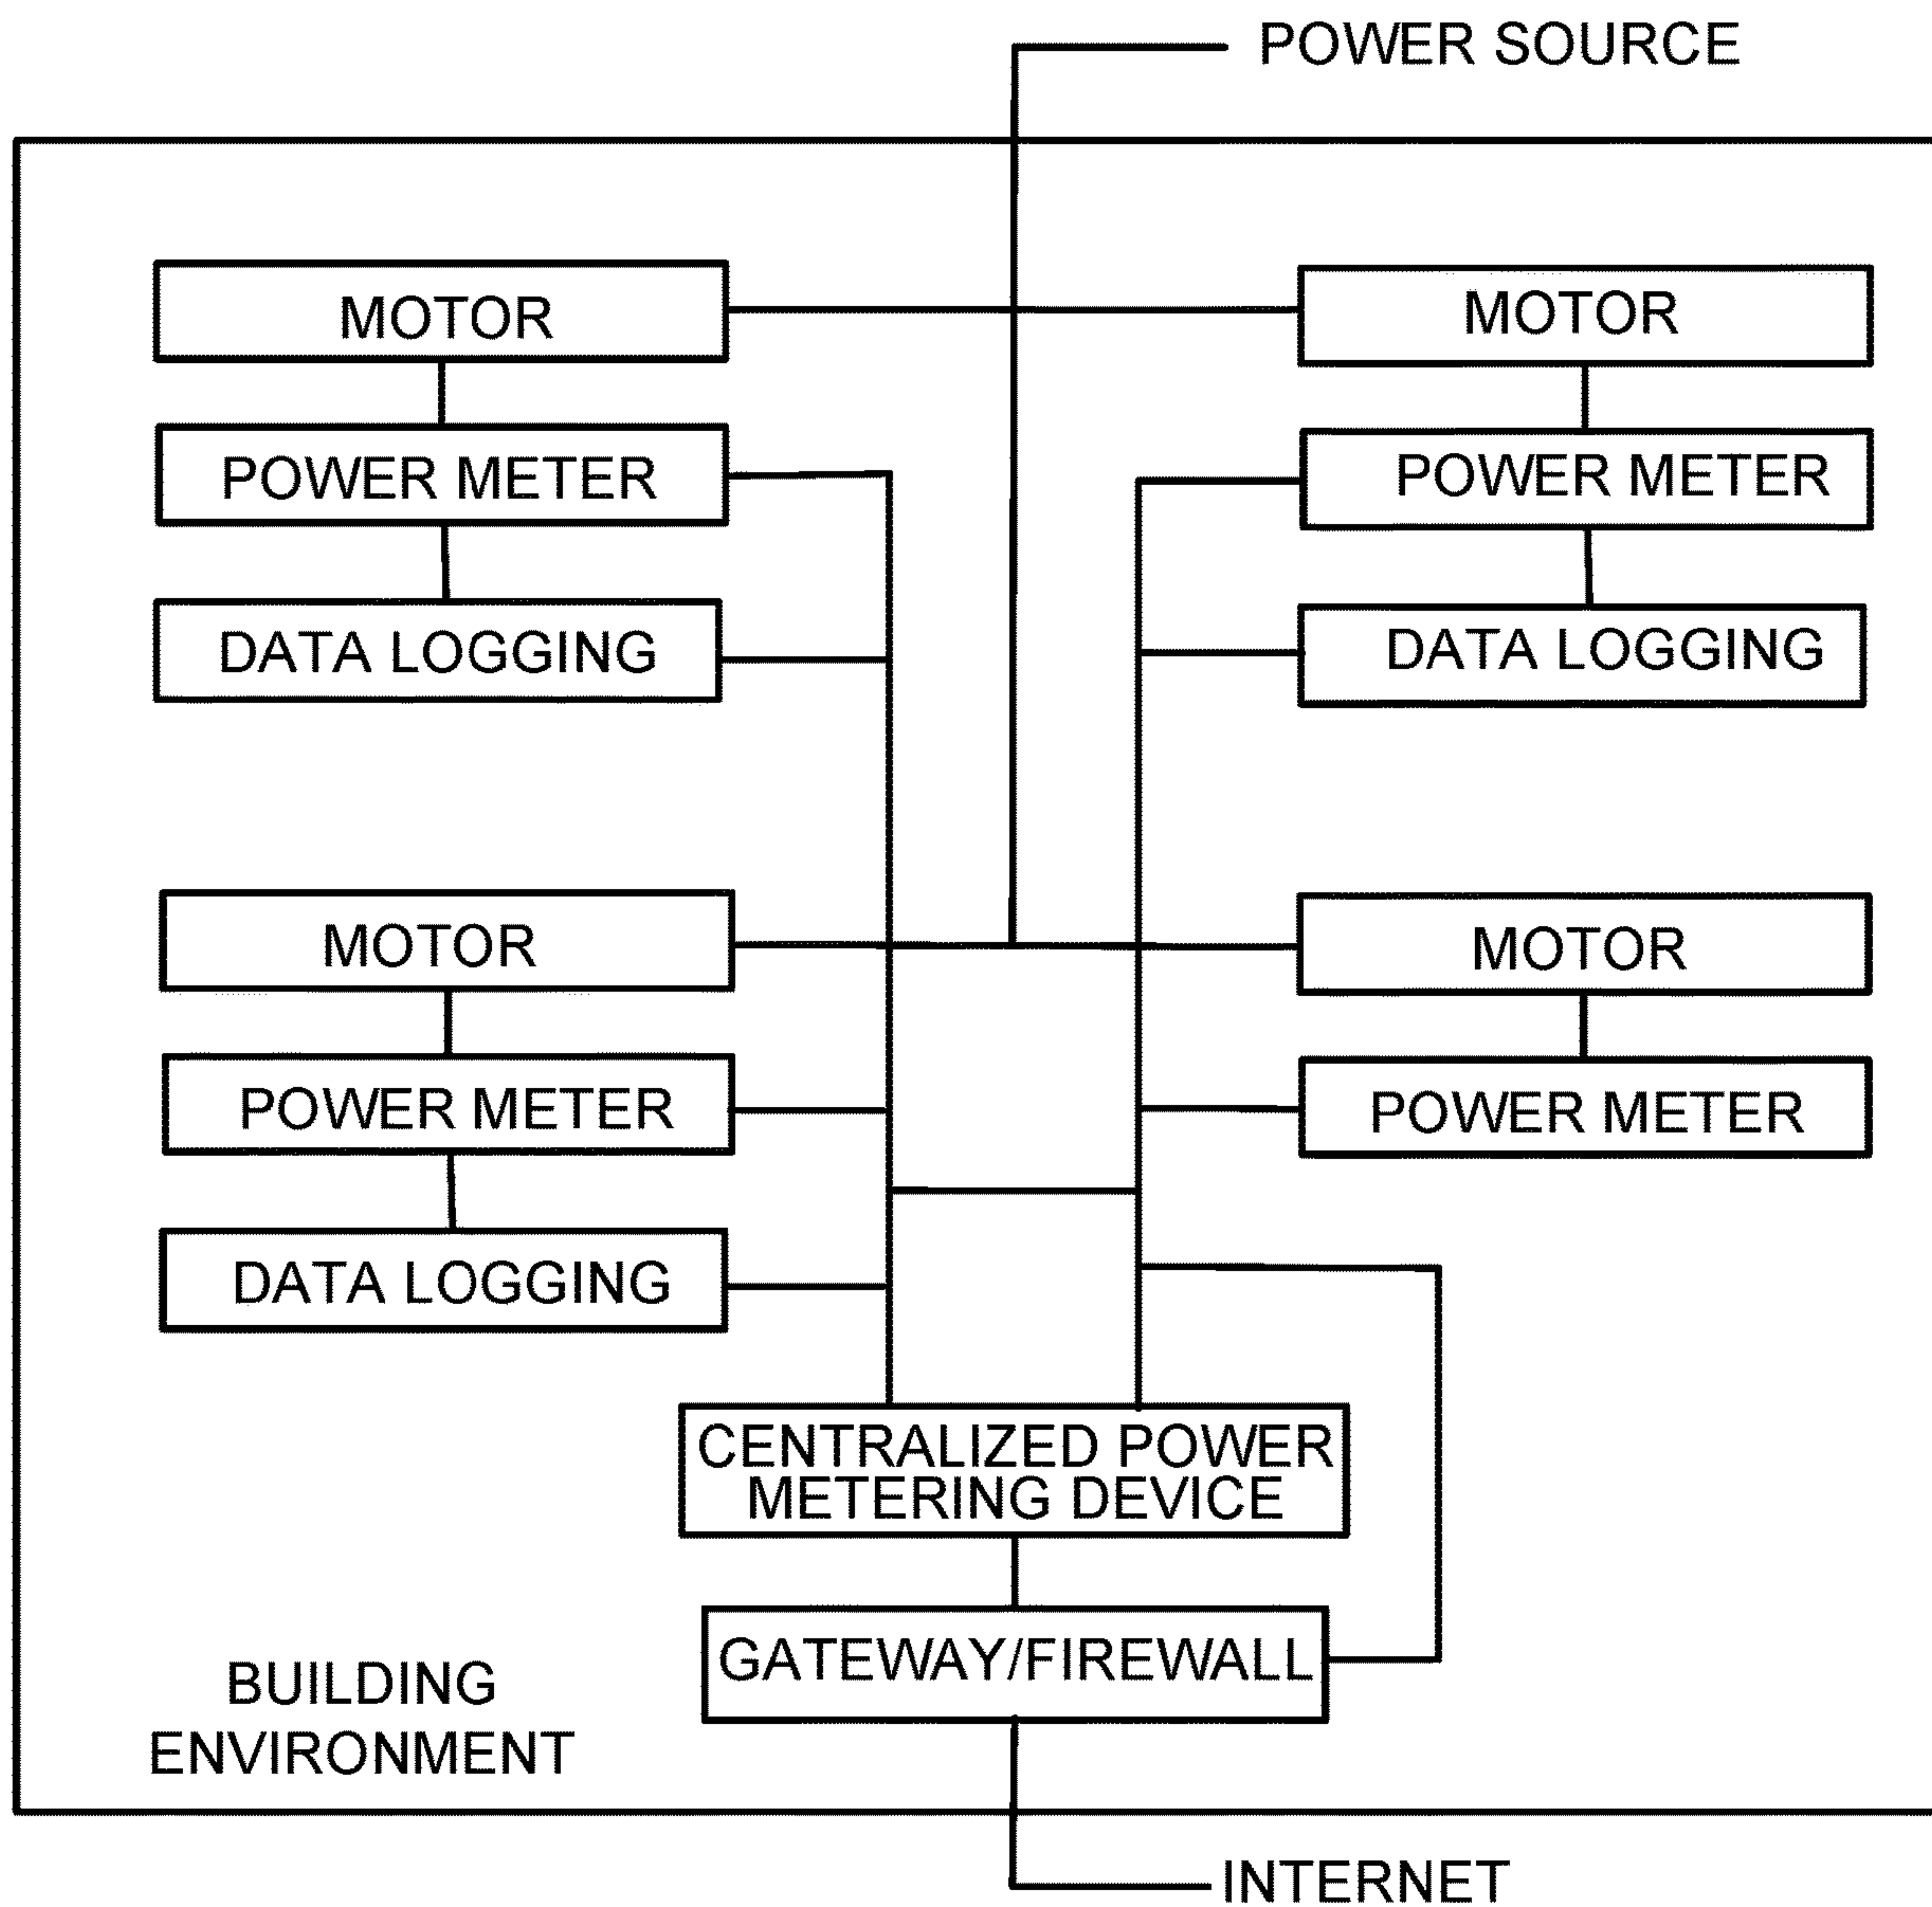 POWER SOURCE
MOTOR
MOTOR
POWER METER
POWER METER
DATA LOGGING
DATA LOGGING
MOTOR
MOTOR
POWER METER
POWER METER
DATA LOGGING
CENTRALIZED POWER
METERING DEVICE
GATEWAY/FIREWALL
BUILDING
ENVIRONMENT
INTERNET